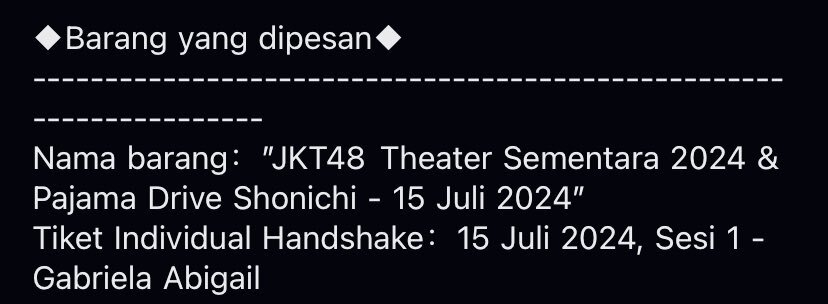 ◆Barang yang dipesan◆
----------------------------------------------------
----------------
Nama barang： "JKT48 Theater Sementara 2024 &
Pajama Drive Shonichi - 15 Juli 2024"
Tiket Individual Handshake： 15 Juli 2024, Sesi 1 -
Gabriela Abigail